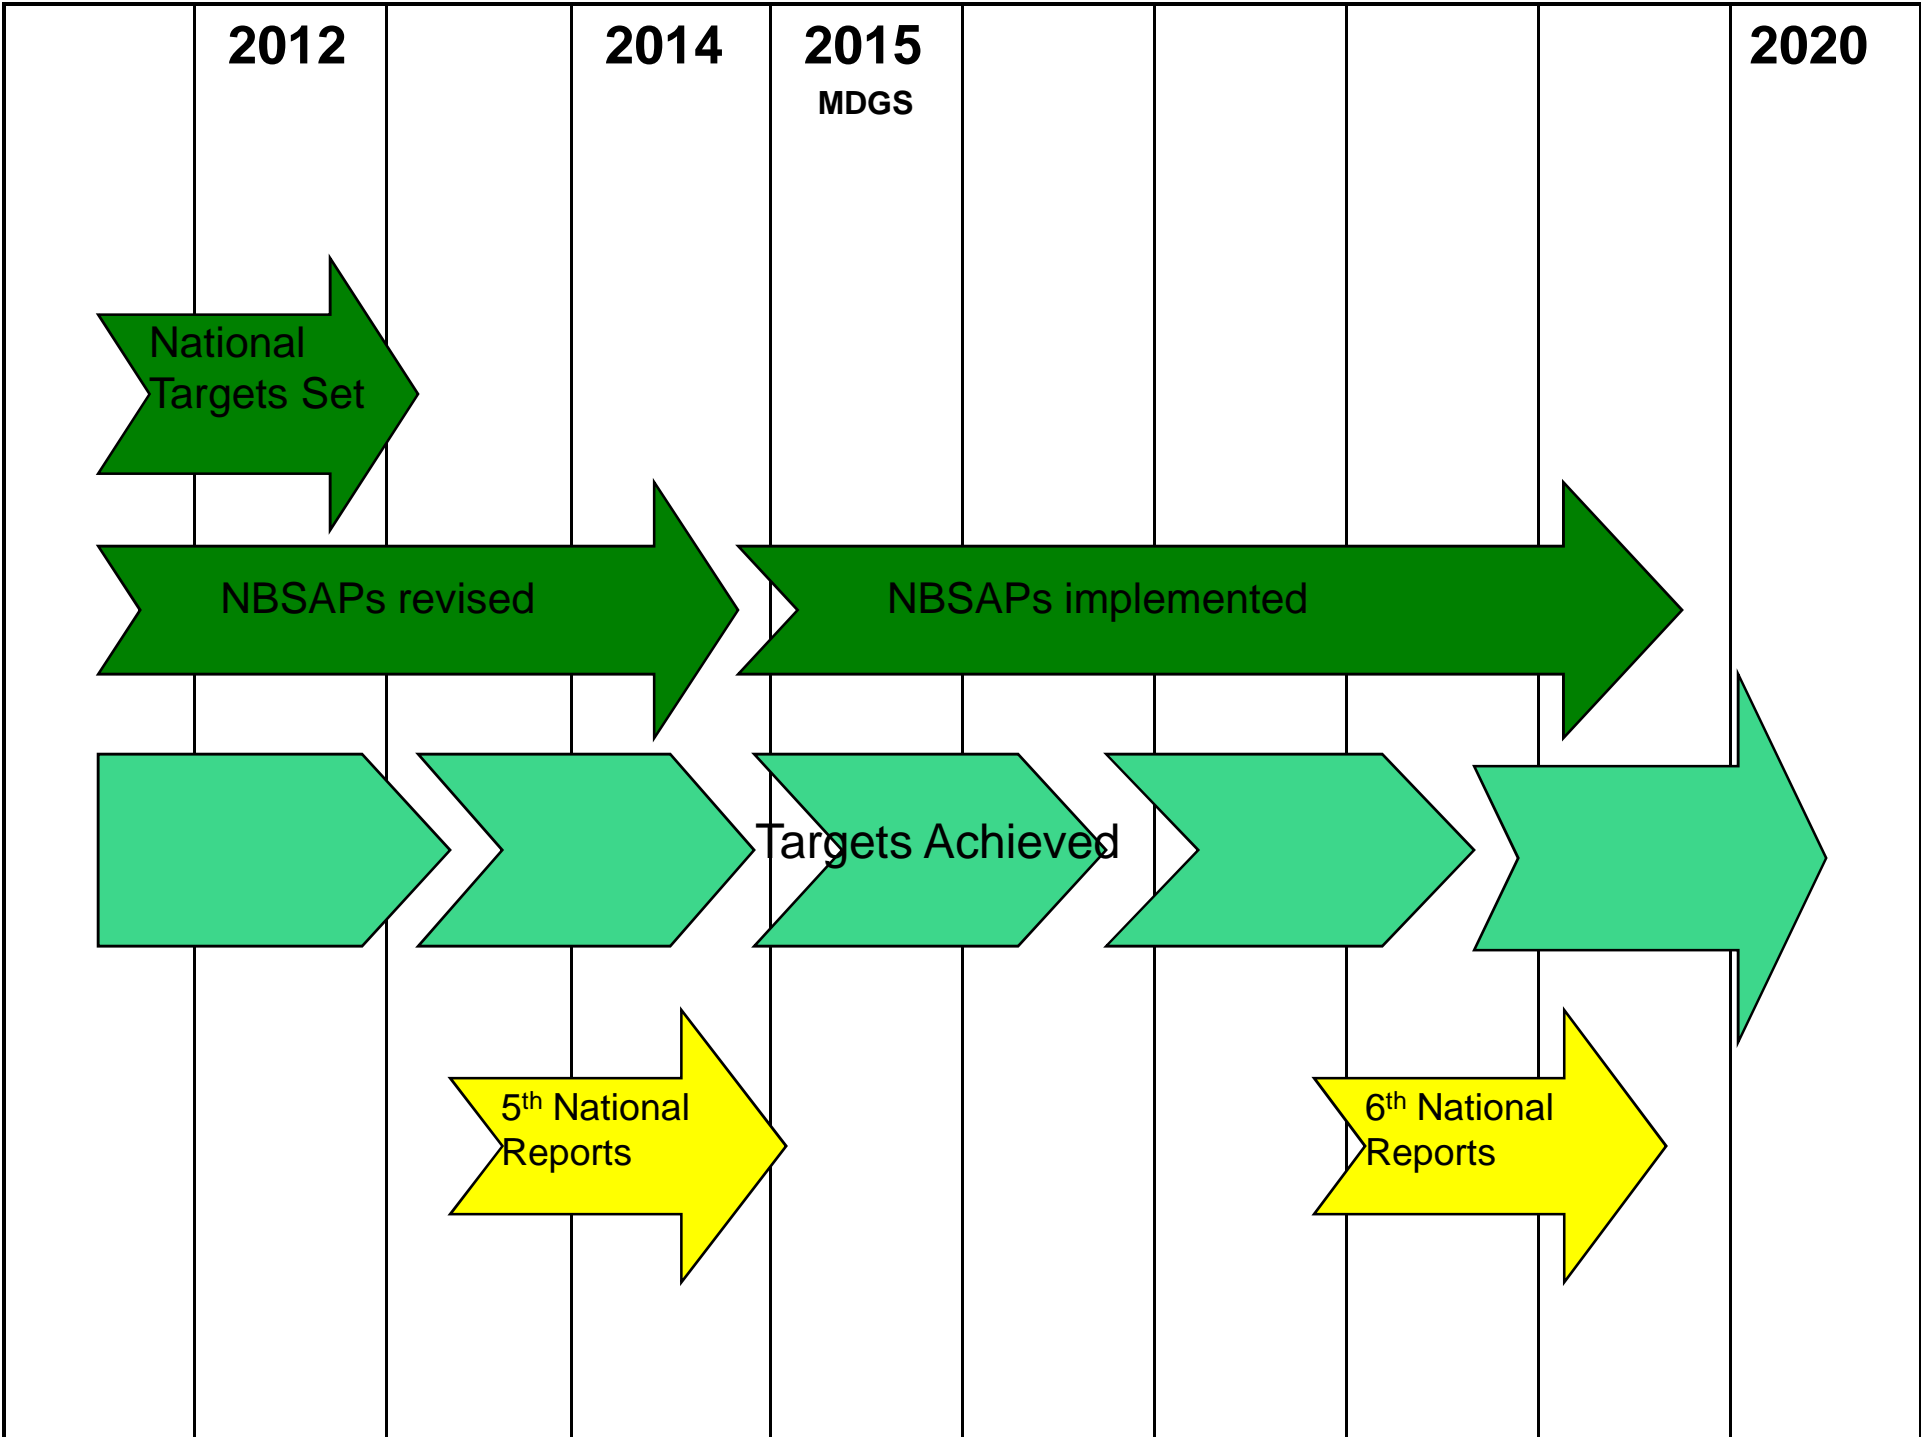 2012
2014
2015
2020
MDGS
National
Targets Set
NBSAPs revised
NBSAPs implemented
Targets Achieved
5th National
Reports
6th National
Reports